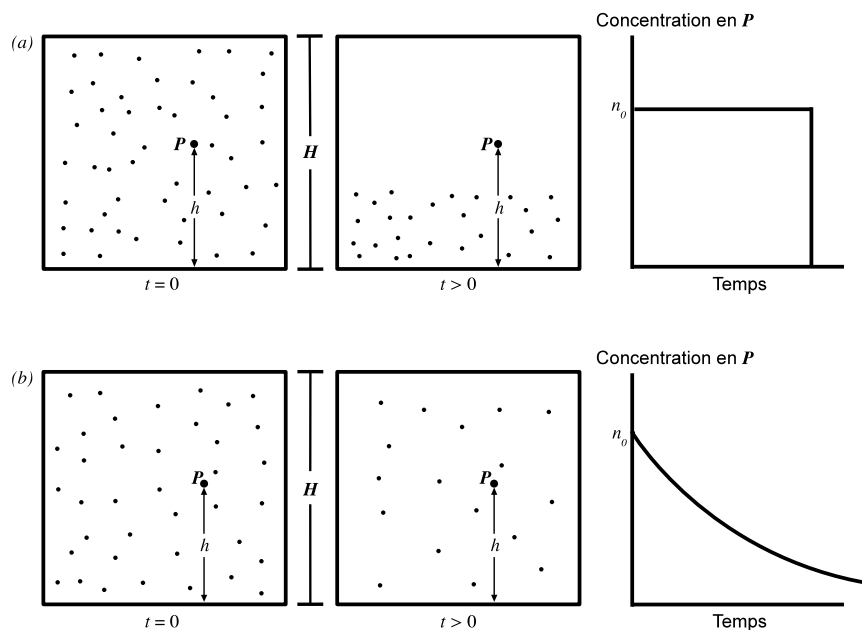 Concentration en P
(a)
n₀
P
P
H
h
h
t = 0
t > 0
Temps
Concentration en P
(b)
n₀
P
P
H
h
h
t = 0
t > 0
Temps